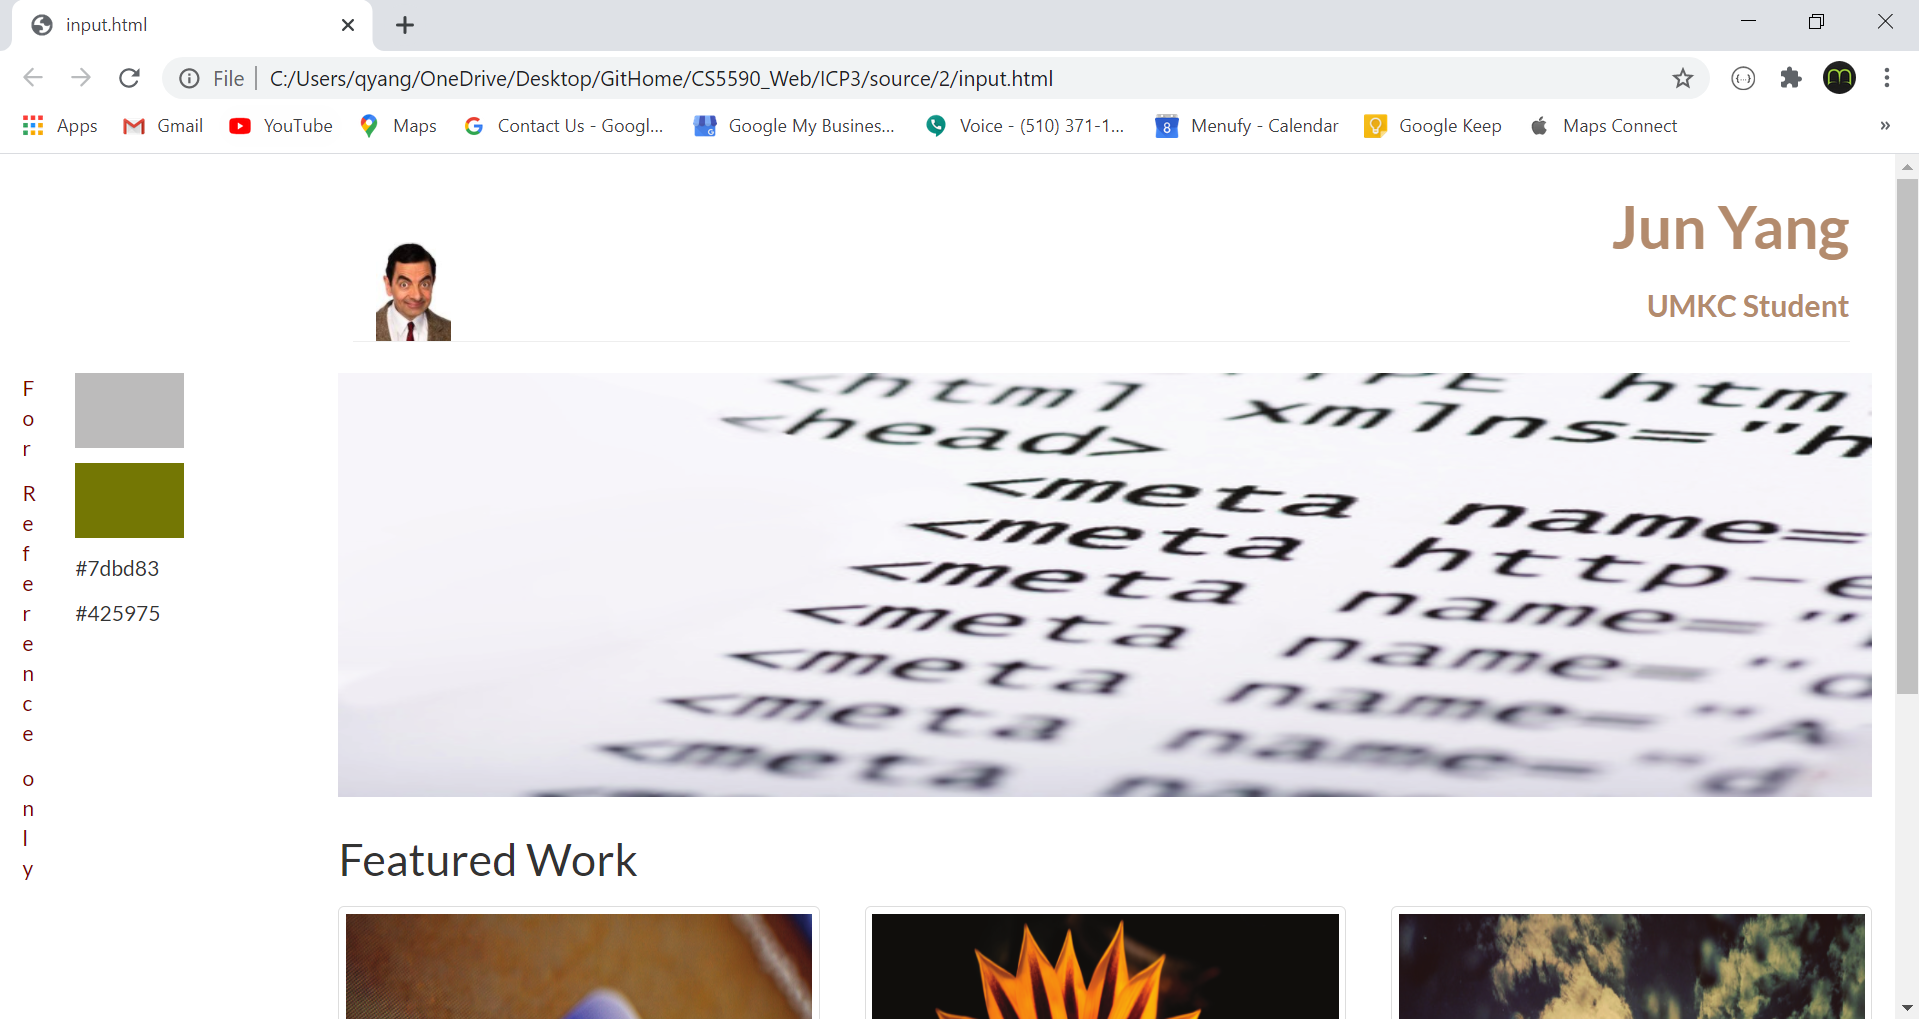 input.html
File | C:/Users/qyang/OneDrive/Desktop/GitHome/CS5590_Web/ICP3/source/2/input.html
Apps Gmail YouTube Maps Contact Us - Googl... Google My Busines... Voice - (510) 371-1... 8 Menufy - Calendar Google Keep Maps Connect »
Jun Yang
UMKC Student
F
o
r
R
e
f
e
r
e
n
c
e
o
n
l
y
#7dbd83
#425975
<html
<head>
xmlns="h
<meta name=
<meta http-e
<meta name="
<meta name="d
<meta name="A
<meta name="d
<meta name
Featured Work